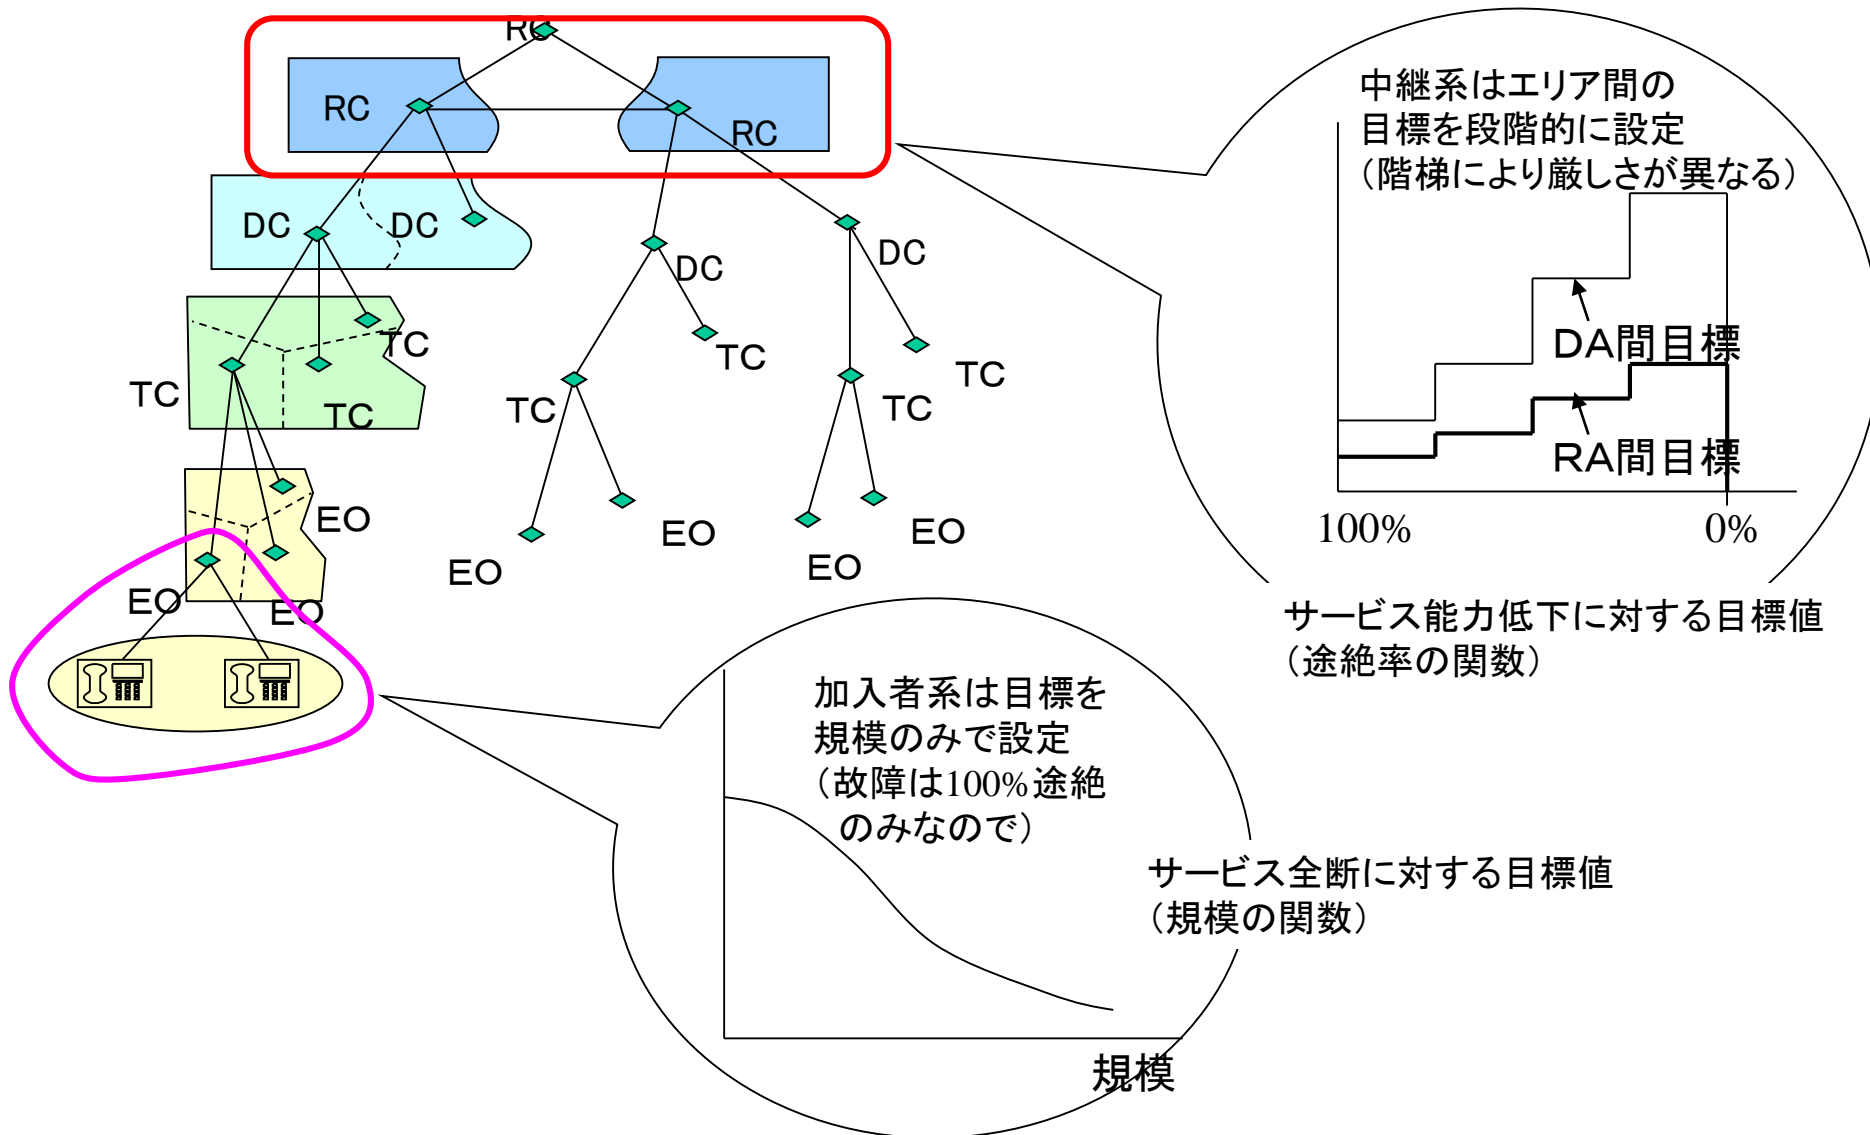 RC
RC
RC
DC
DC
DC
DC
TC
TC
TC
TC
TC
TC
TC
EO
EO
EO
EO
EO
EO
EO
中継系はエリア間の
目標を段階的に設定
（階梯により厳しさが異なる）
ＤＡ間目標
ＲＡ間目標
100%
0%
サービス能力低下に対する目標値
（途絶率の関数）
加入者系は目標を
規模のみで設定
（故障は100%途絶
のみなので）
規模
サービス全断に対する目標値
（規模の関数）